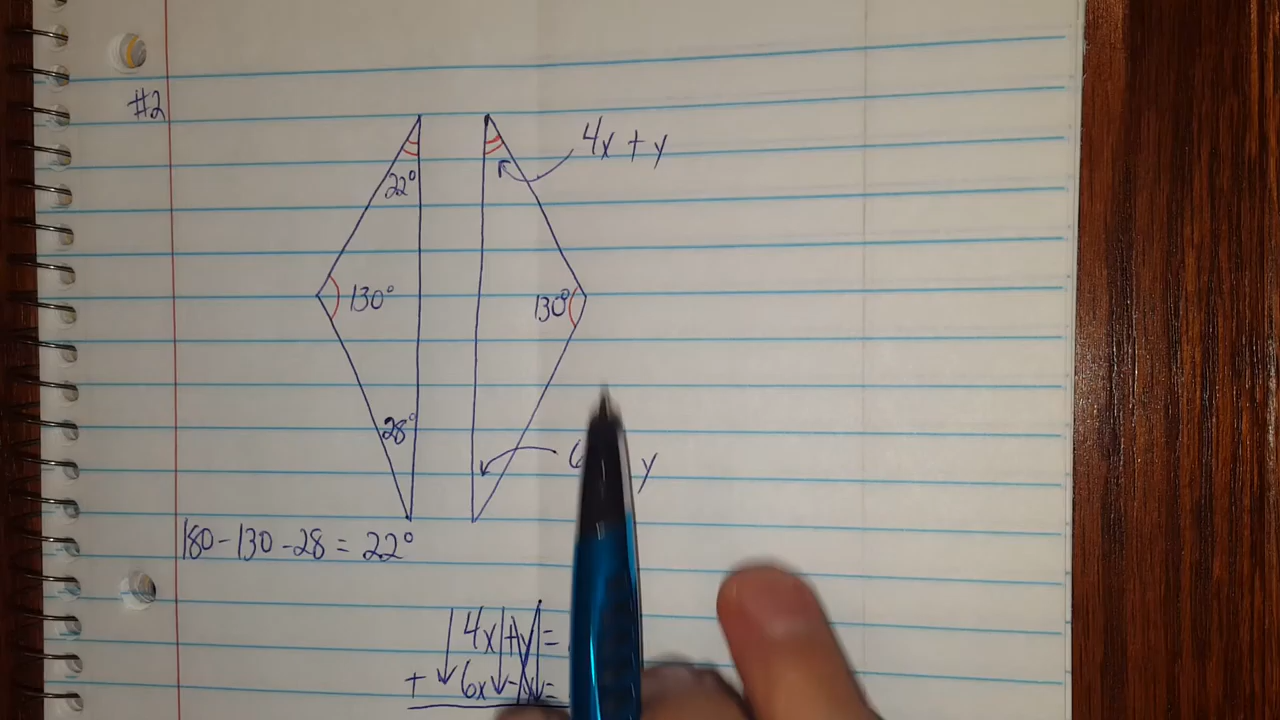 #2
4x + y
22°
130°
130°
28°
y
180 - 130 - 28 = 22°
4x + y =
+ 6x - y =